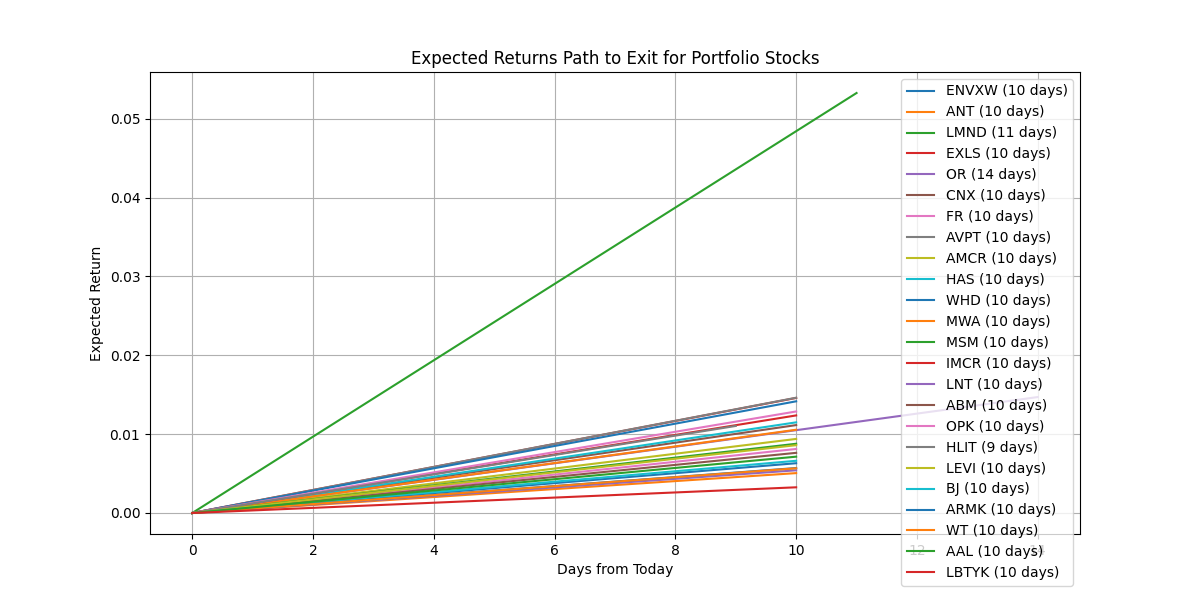 Expected Returns Path to Exit for Portfolio Stocks
Expected Return
0.05
0.04
0.03
0.02
0.01
0.00
0 2 4 6 8 10 12 14
Days from Today
ENVXW (10 days)
ANT (10 days)
LMND (11 days)
EXLS (10 days)
OR (14 days)
CNX (10 days)
FR (10 days)
AVPT (10 days)
AMCR (10 days)
HAS (10 days)
WHD (10 days)
MWA (10 days)
MSM (10 days)
IMCR (10 days)
LNT (10 days)
ABM (10 days)
OPK (10 days)
HLIT (9 days)
LEVI (10 days)
BJ (10 days)
ARMK (10 days)
WT (10 days)
AAL (10 days)
LBTYK (10 days)